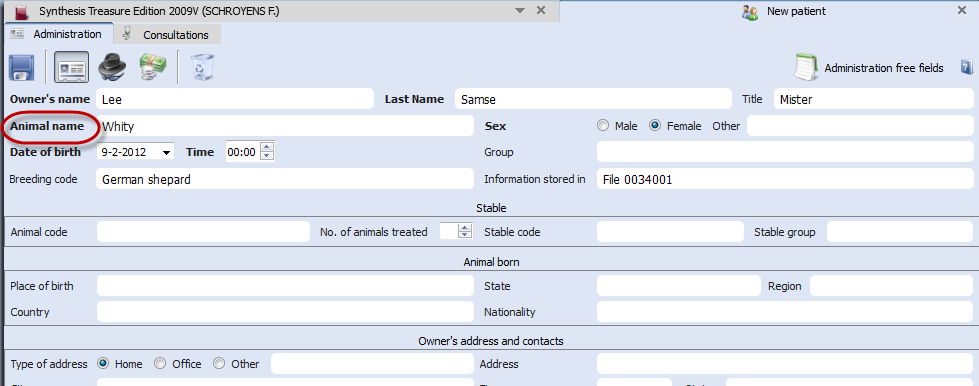 Synthesis Treasure Edition 2009V (SCHROYENS F.) New patient
Administration Consultations
Administration free fields
Owner's name Lee Last Name Samse Title Mister
Animal name Whity Sex Male Female Other
Date of birth 9-2-2012 Time 00:00 Group
Breeding code German shepard Information stored in File 0034001
Stable
Animal code No. of animals treated Stable code Stable group
Animal born
Place of birth State Region
Country Nationality
Owner's address and contacts
Type of address Home Office Other Address